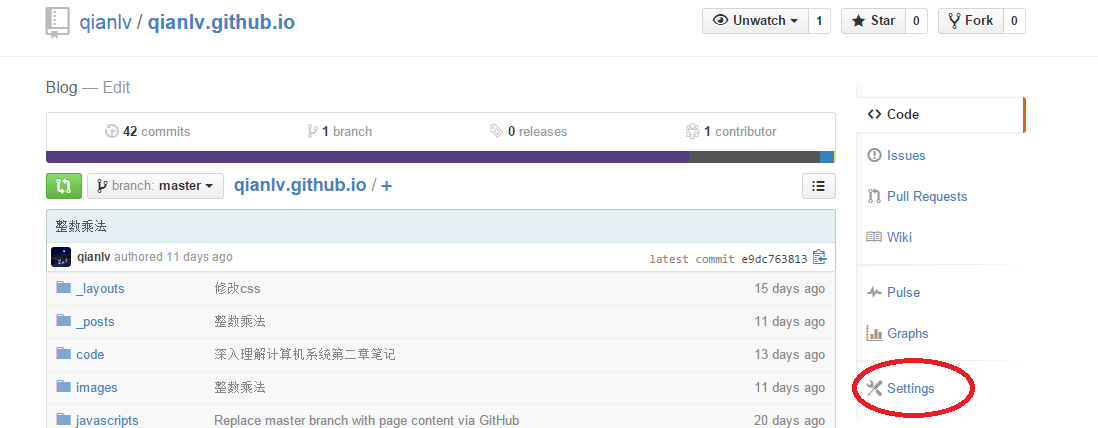 qianlv / qianlv.github.io
Unwatch 1 Star 0 Fork 0
Blog — Edit
42 commits 1 branch 0 releases 1 contributor
branch: master qianlv.github.io / +
整数乘法
qianlv authored 11 days ago latest commit e9dc763813
_layouts 修改css 15 days ago
_posts 整数乘法 11 days ago
code 深入理解计算机系统第二章笔记 13 days ago
images 整数乘法 11 days ago
javascripts Replace master branch with page content via GitHub 20 days ago
Code
Issues
Pull Requests
Wiki
Pulse
Graphs
Settings